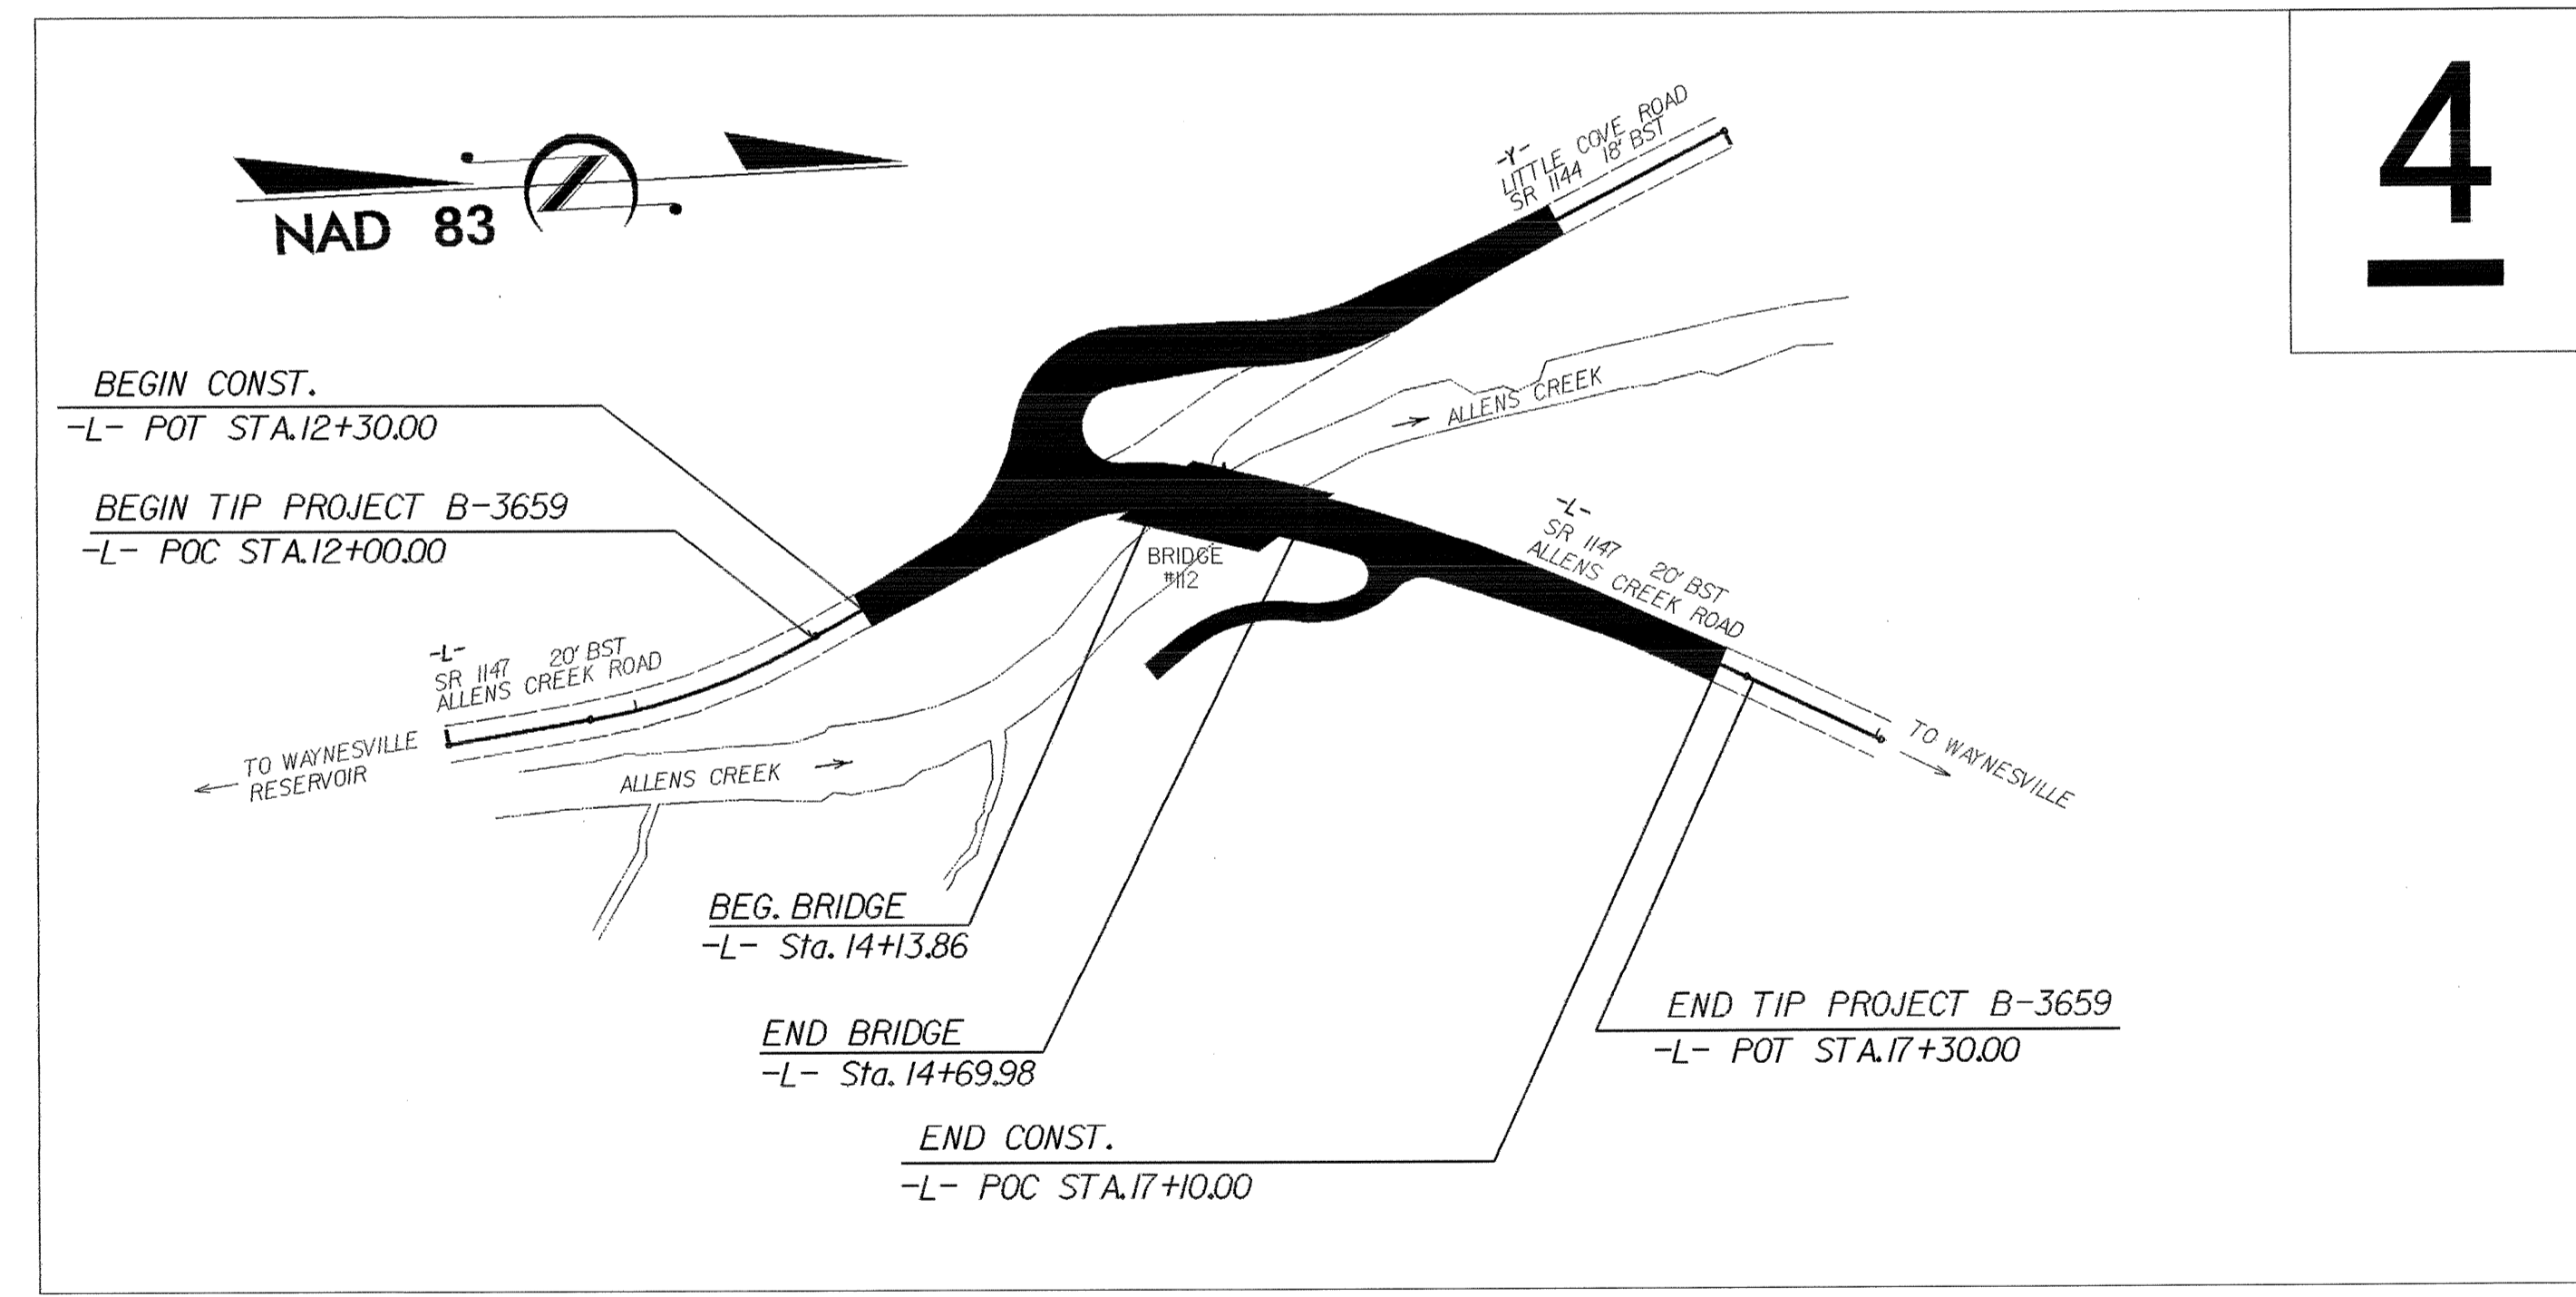 4
NAD 83
-Y-
LITTLE COVE ROAD
SR 1144 18' BST
BEGIN CONST.
-L- POT STA.12+30.00
ALLENS CREEK
BEGIN TIP PROJECT B-3659
-L- POC STA.12+00.00
BRIDGE
#112
-L-
SR 1147 20' BST
ALLENS CREEK ROAD
-L-
SR 1147 20' BST
ALLENS CREEK ROAD
TO WAYNESVILLE
RESERVOIR
ALLENS CREEK
TO WAYNESVILLE
BEG. BRIDGE
-L- Sta. 14+13.86
END BRIDGE
-L- Sta. 14+69.98
END TIP PROJECT B-3659
-L- POT STA.17+30.00
END CONST.
-L- POC STA.17+10.00